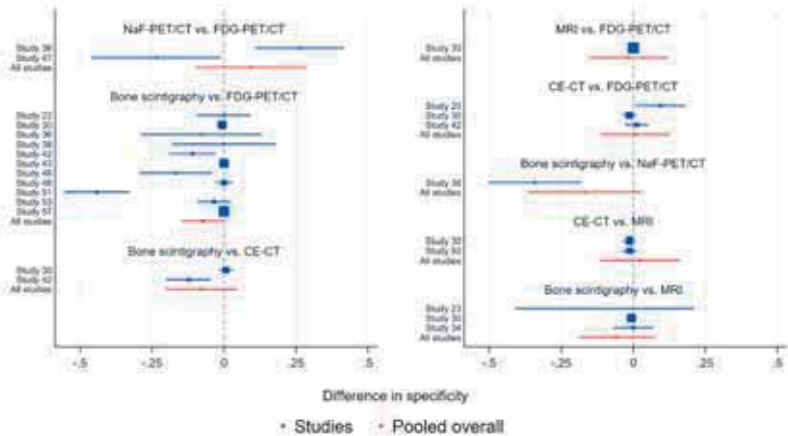 NaF-PET/CT vs. FDG-PET/CT
Study 36
Study 47
All studies
Bone scintigraphy vs. FDG-PET/CT
Study 22
Study 30
Study 36
Study 39
Study 42
Study 43
Study 48
Study 51
Study 53
Study 57
All studies
Bone scintigraphy vs. CE-CT
Study 30
Study 42
All studies
-.5 -.25 0 .25 .5
MRI vs. FDG-PET/CT
Study 30
All studies
CE-CT vs. FDG-PET/CT
Study 30
Study 42
All studies
Bone scintigraphy vs. NaF-PET/CT
Study 36
All studies
CE-CT vs. MRI
Study 30
Study 50
All studies
Bone scintigraphy vs. MRI
Study 23
Study 30
Study 34
All studies
-.5 -.25 0 .25 .5
Difference in specificity
Studies Pooled overall